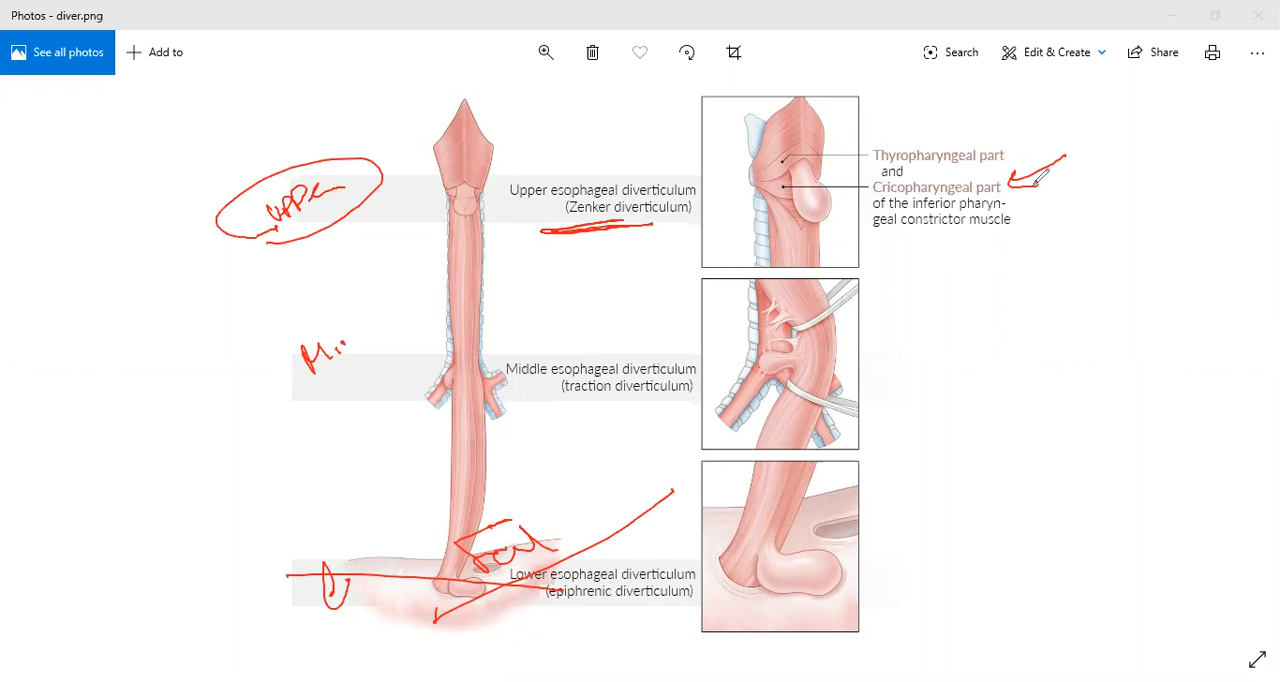 Photos - diver.png
See all photos
Add to
Search
Edit & Create
Share
Upper esophageal diverticulum
(Zenker diverticulum)
Thyropharyngeal part
and
Cricopharyngeal part
of the inferior pharyn-
geal constrictor muscle
Upper
Middle esophageal diverticulum
(traction diverticulum)
Lower esophageal diverticulum
(epiphrenic diverticulum)